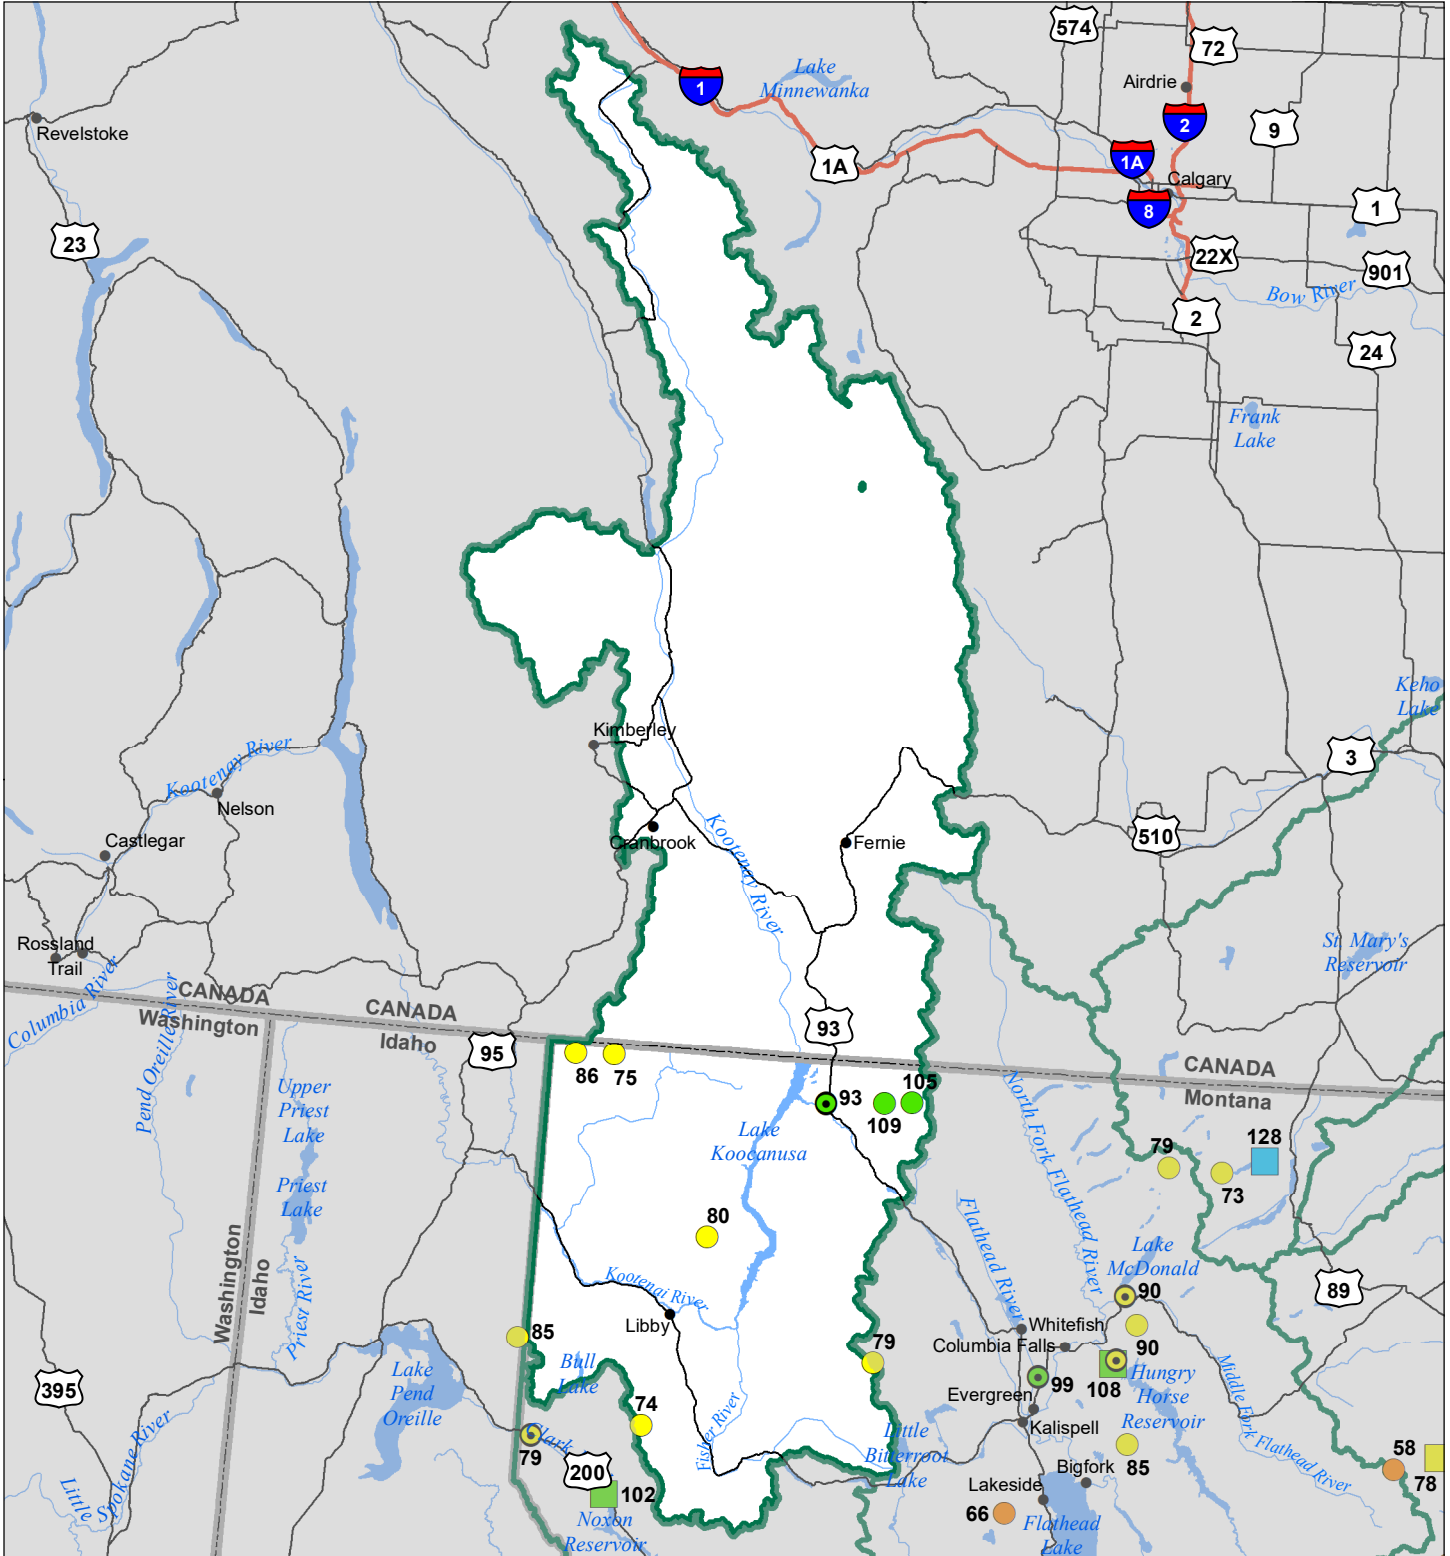 574
72
Airdrie
Lake
Minnewanka
1
2
9
Revelstoke
1A
1A
Calgary
8
1
23
22X
901
Bow River
2
24
Frank
Lake
Keho
Lake
Kimberley
Kootenay River
3
Nelson
Kootenay River
510
Castlegar
Cranbrook
Fernie
Rossland
Trail
St. Mary's
Reservoir
Columbia River
CANADA
Washington
Pend Oreille River
CANADA
Idaho
95
93
CANADA
Montana
86
75
105
93
109
North Fork Flathead River
Upper
Priest
Lake
Lake
Koocanusa
79
128
73
Priest
Lake
80
Flathead River
Lake
McDonald
Washington
Idaho
Priest River
Kootenai River
90
89
Libby
85
Whitefish
Columbia Falls
90
79
Bull
Lake
Lake
Pend
Oreille
395
108
Hungry
Horse
Reservoir
99
Evergreen
Middle Fork Flathead River
74
Fisher River
Kalispell
Clark
79
Little
Bitterroot
Lake
85
58
78
Little Spokane River
200
102
Bigfork
Lakeside
66
Noxon
Reservoir
Flathead
Lake